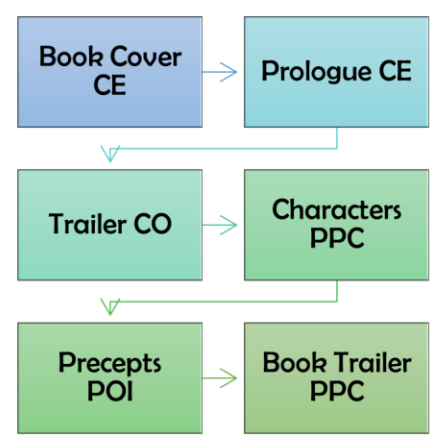 Book Cover
CE
Prologue CE
Trailer CO
Characters
PPC
Precepts
POI
Book Trailer
PPC